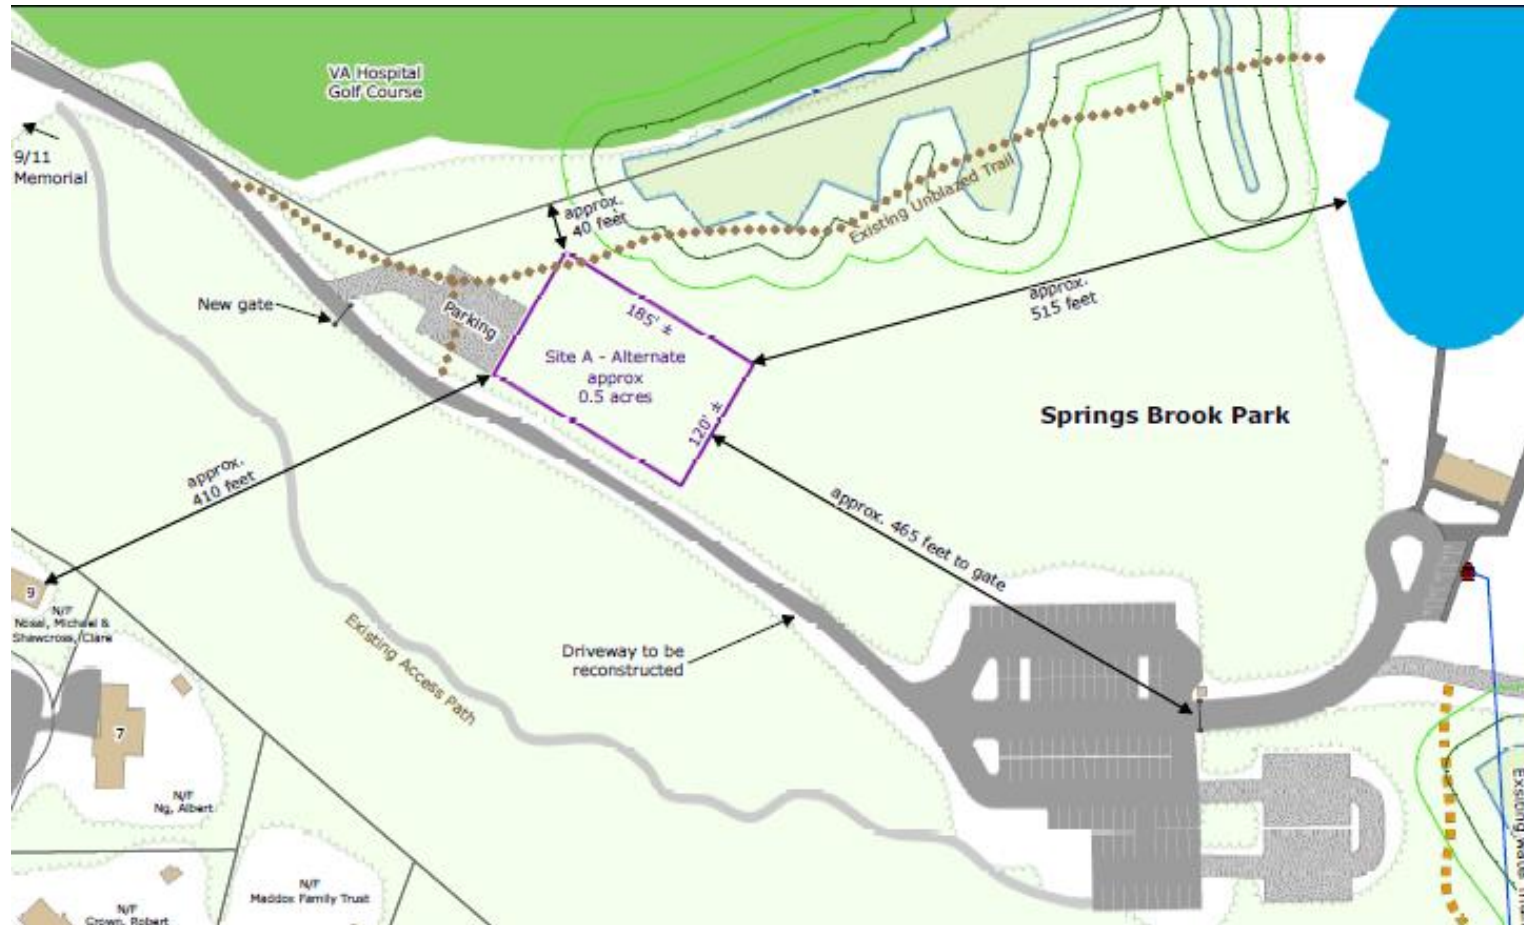 VA Hospital
Golf Course
9/11
Memorial
approx.
40 feet
Existing Unblazed Trail
New gate
Parking
185' ±
approx.
515 feet
Site A - Alternate
approx
0.5 acres
120' ±
Springs Brook Park
approx.
410 feet
approx. 465 feet to gate
9
N/F
Nosal, Michael &
Shawcross, Clare
Existing Access Path
Driveway to be
reconstructed
7
N/F
Ng, Albert
N/F
Maddox Family Trust
N/F
Crown, Robert